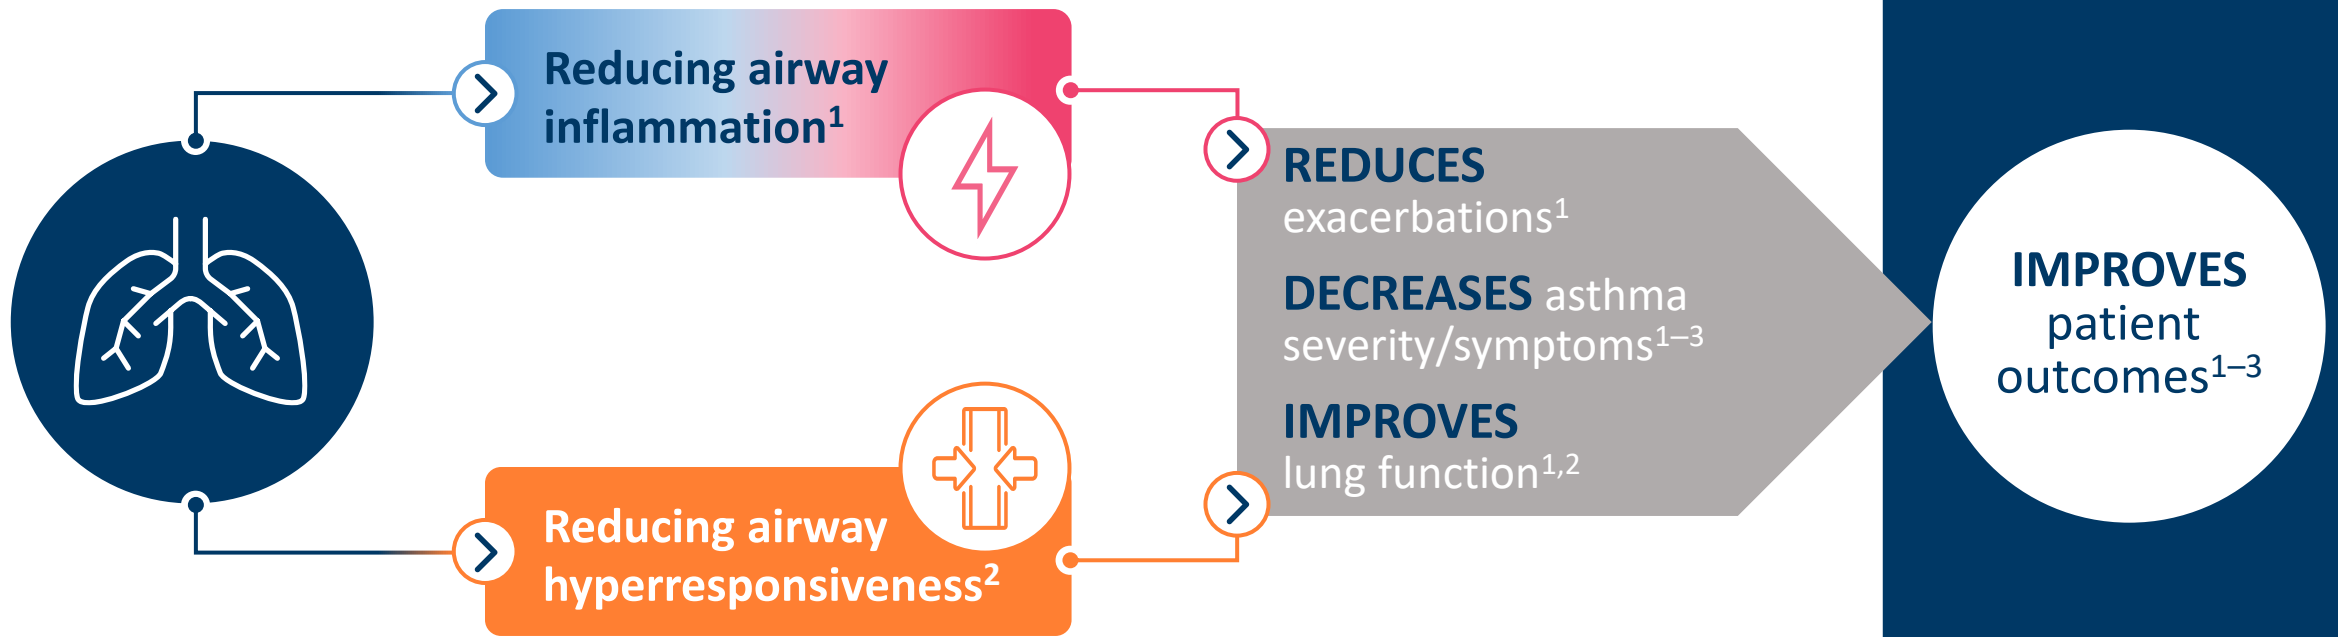 Reducing airway
inflammation¹
Reducing airway
hyperresponsiveness²
REDUCES
exacerbations¹
DECREASES asthma
severity/symptoms¹⁻³
IMPROVES
lung function¹,²
IMPROVES
patient
outcomes¹⁻³